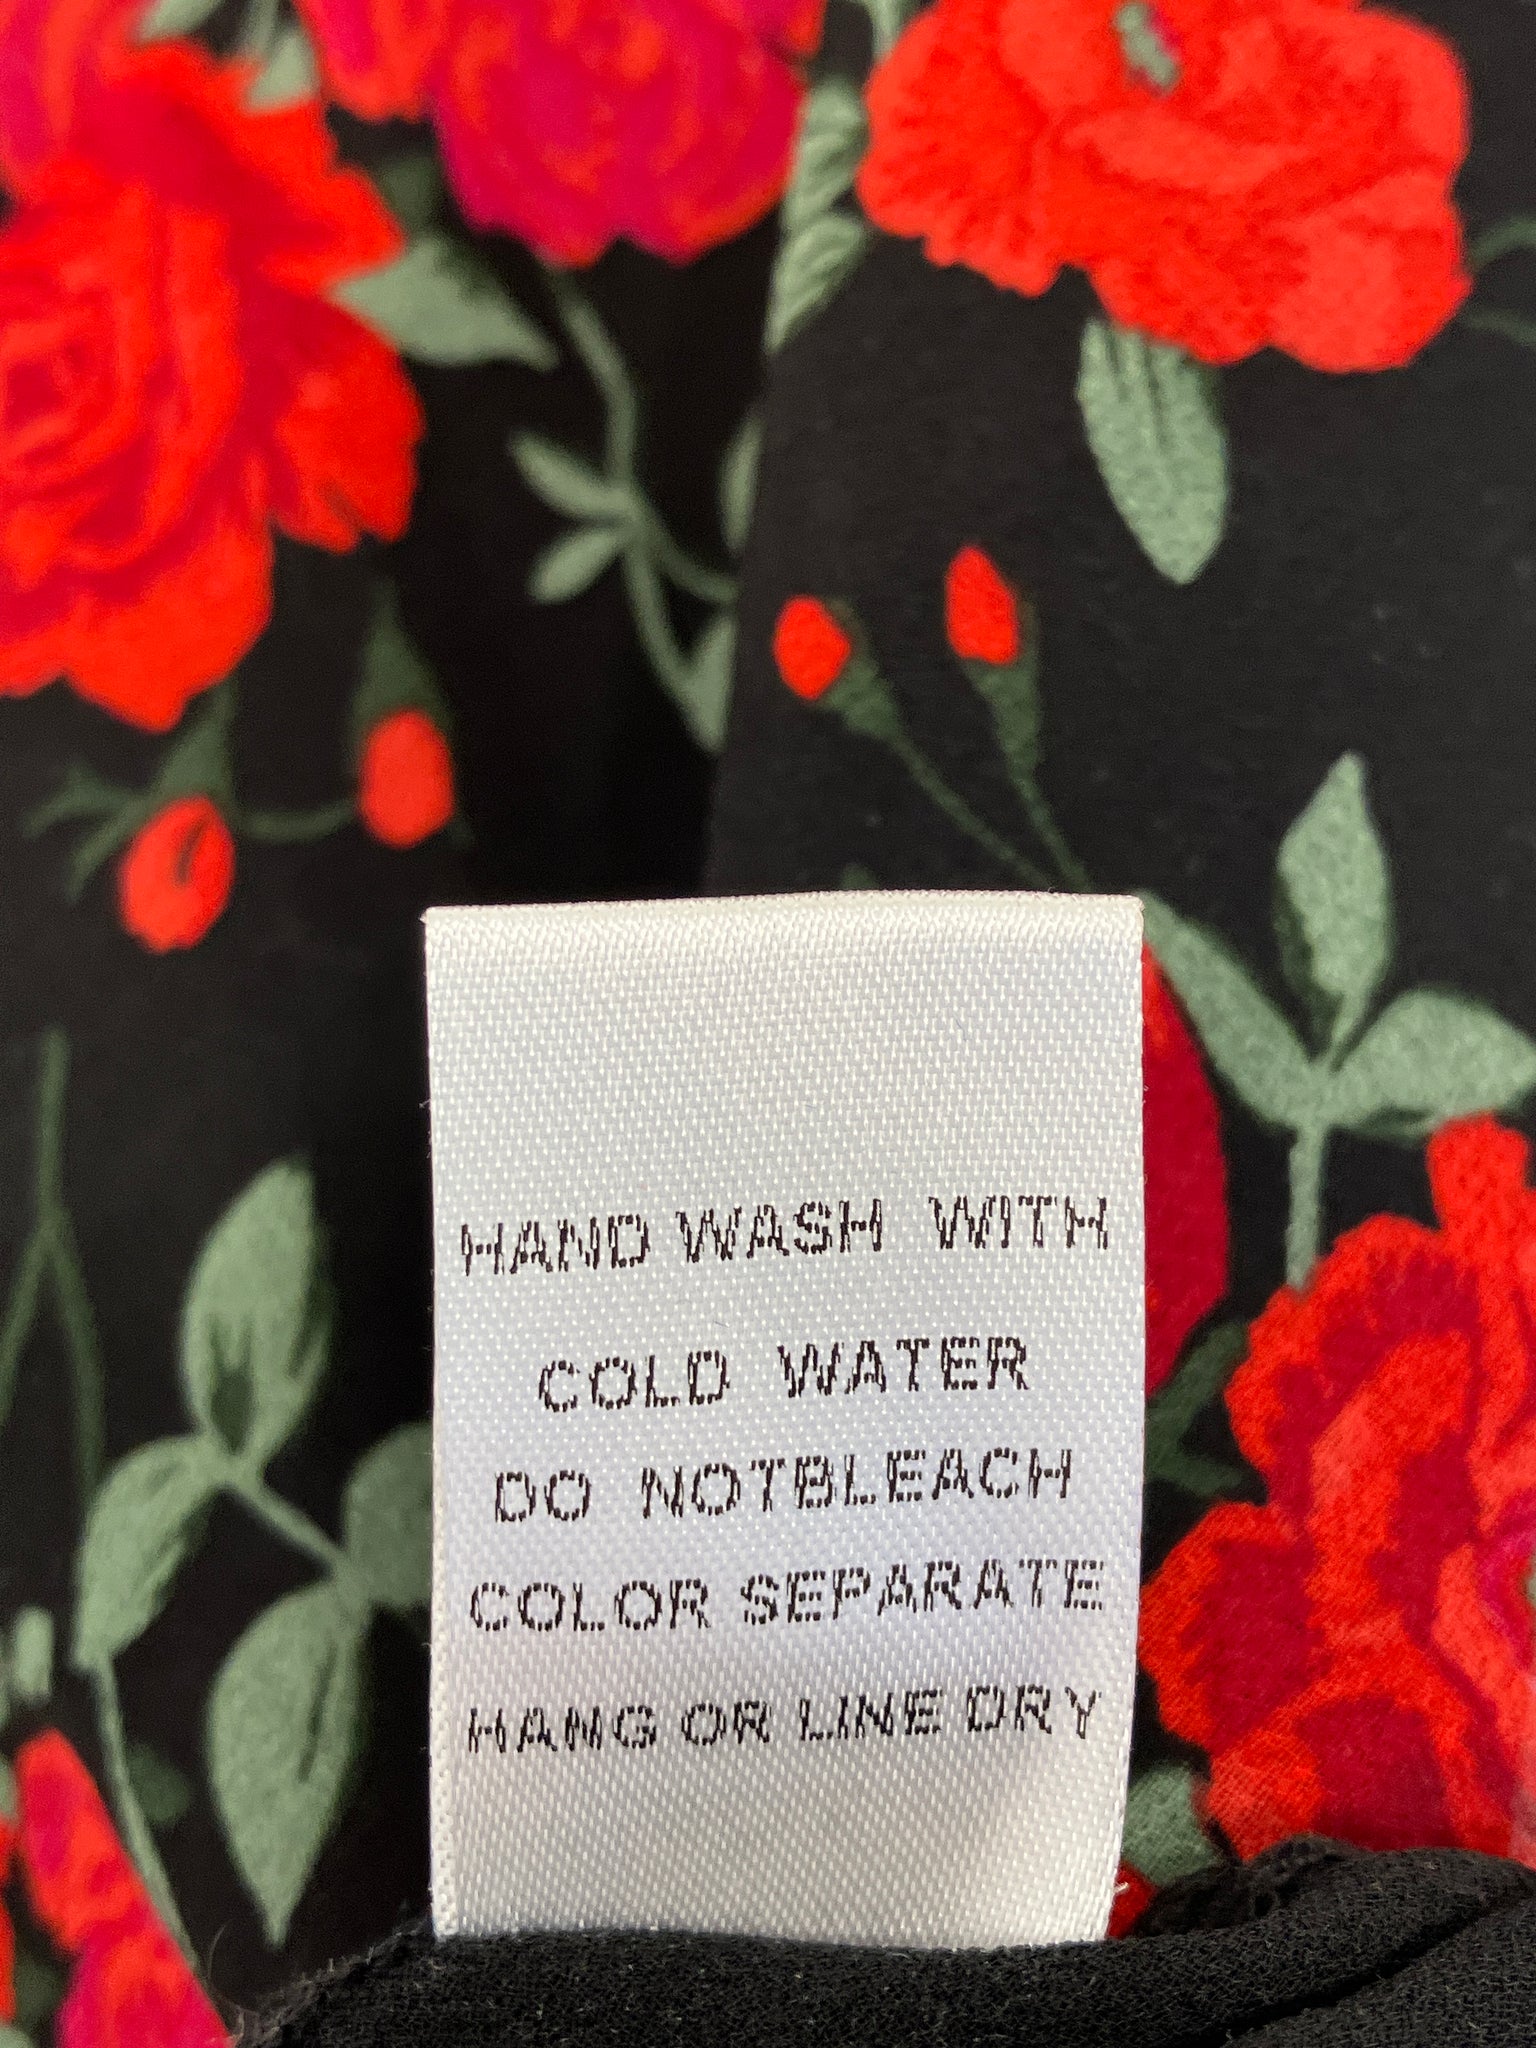 HAND WASH WITH
COLD WATER
DO NOTBLEACH
COLOR SEPARATE
HANG OR LINE DRY